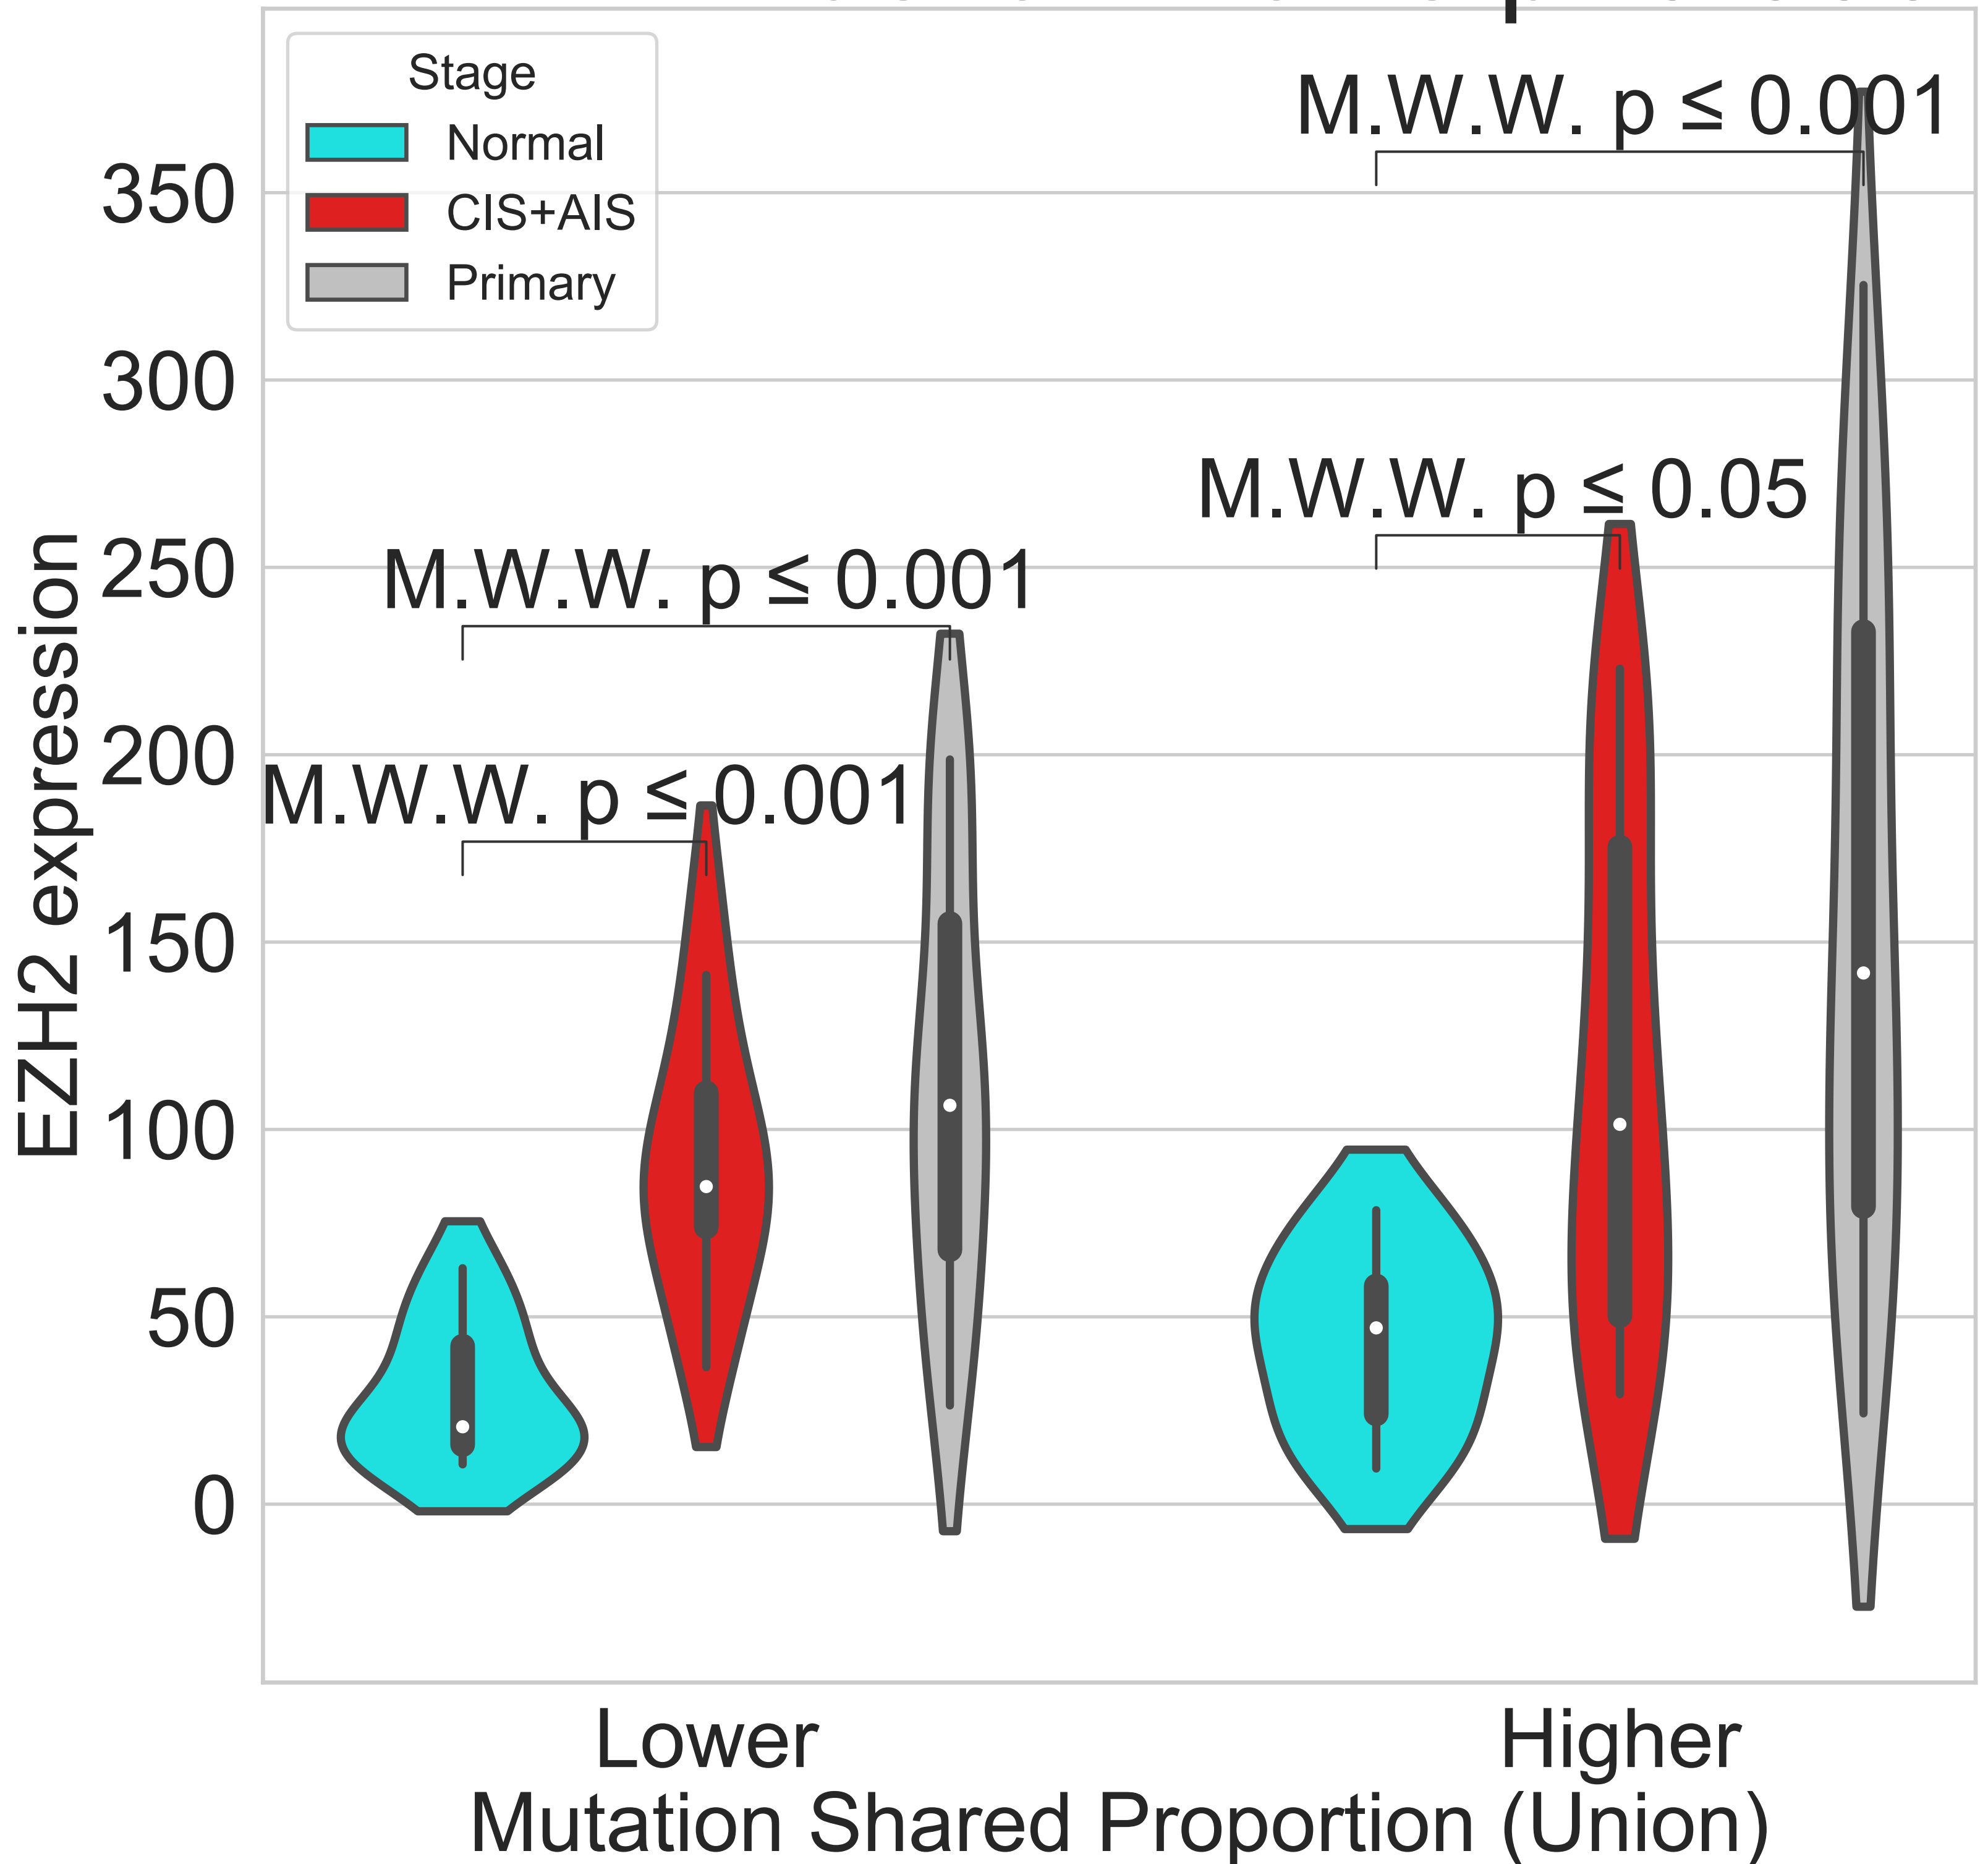 Stage
Normal
CIS+AIS
Primary
M.W.W. p ≤ 0.001
M.W.W. p ≤ 0.05
M.W.W. p ≤ 0.001
M.W.W. p ≤ 0.001
350
300
250
200
150
100
50
0
EZH2 expression
Lower
Higher
Mutation Shared Proportion (Union)